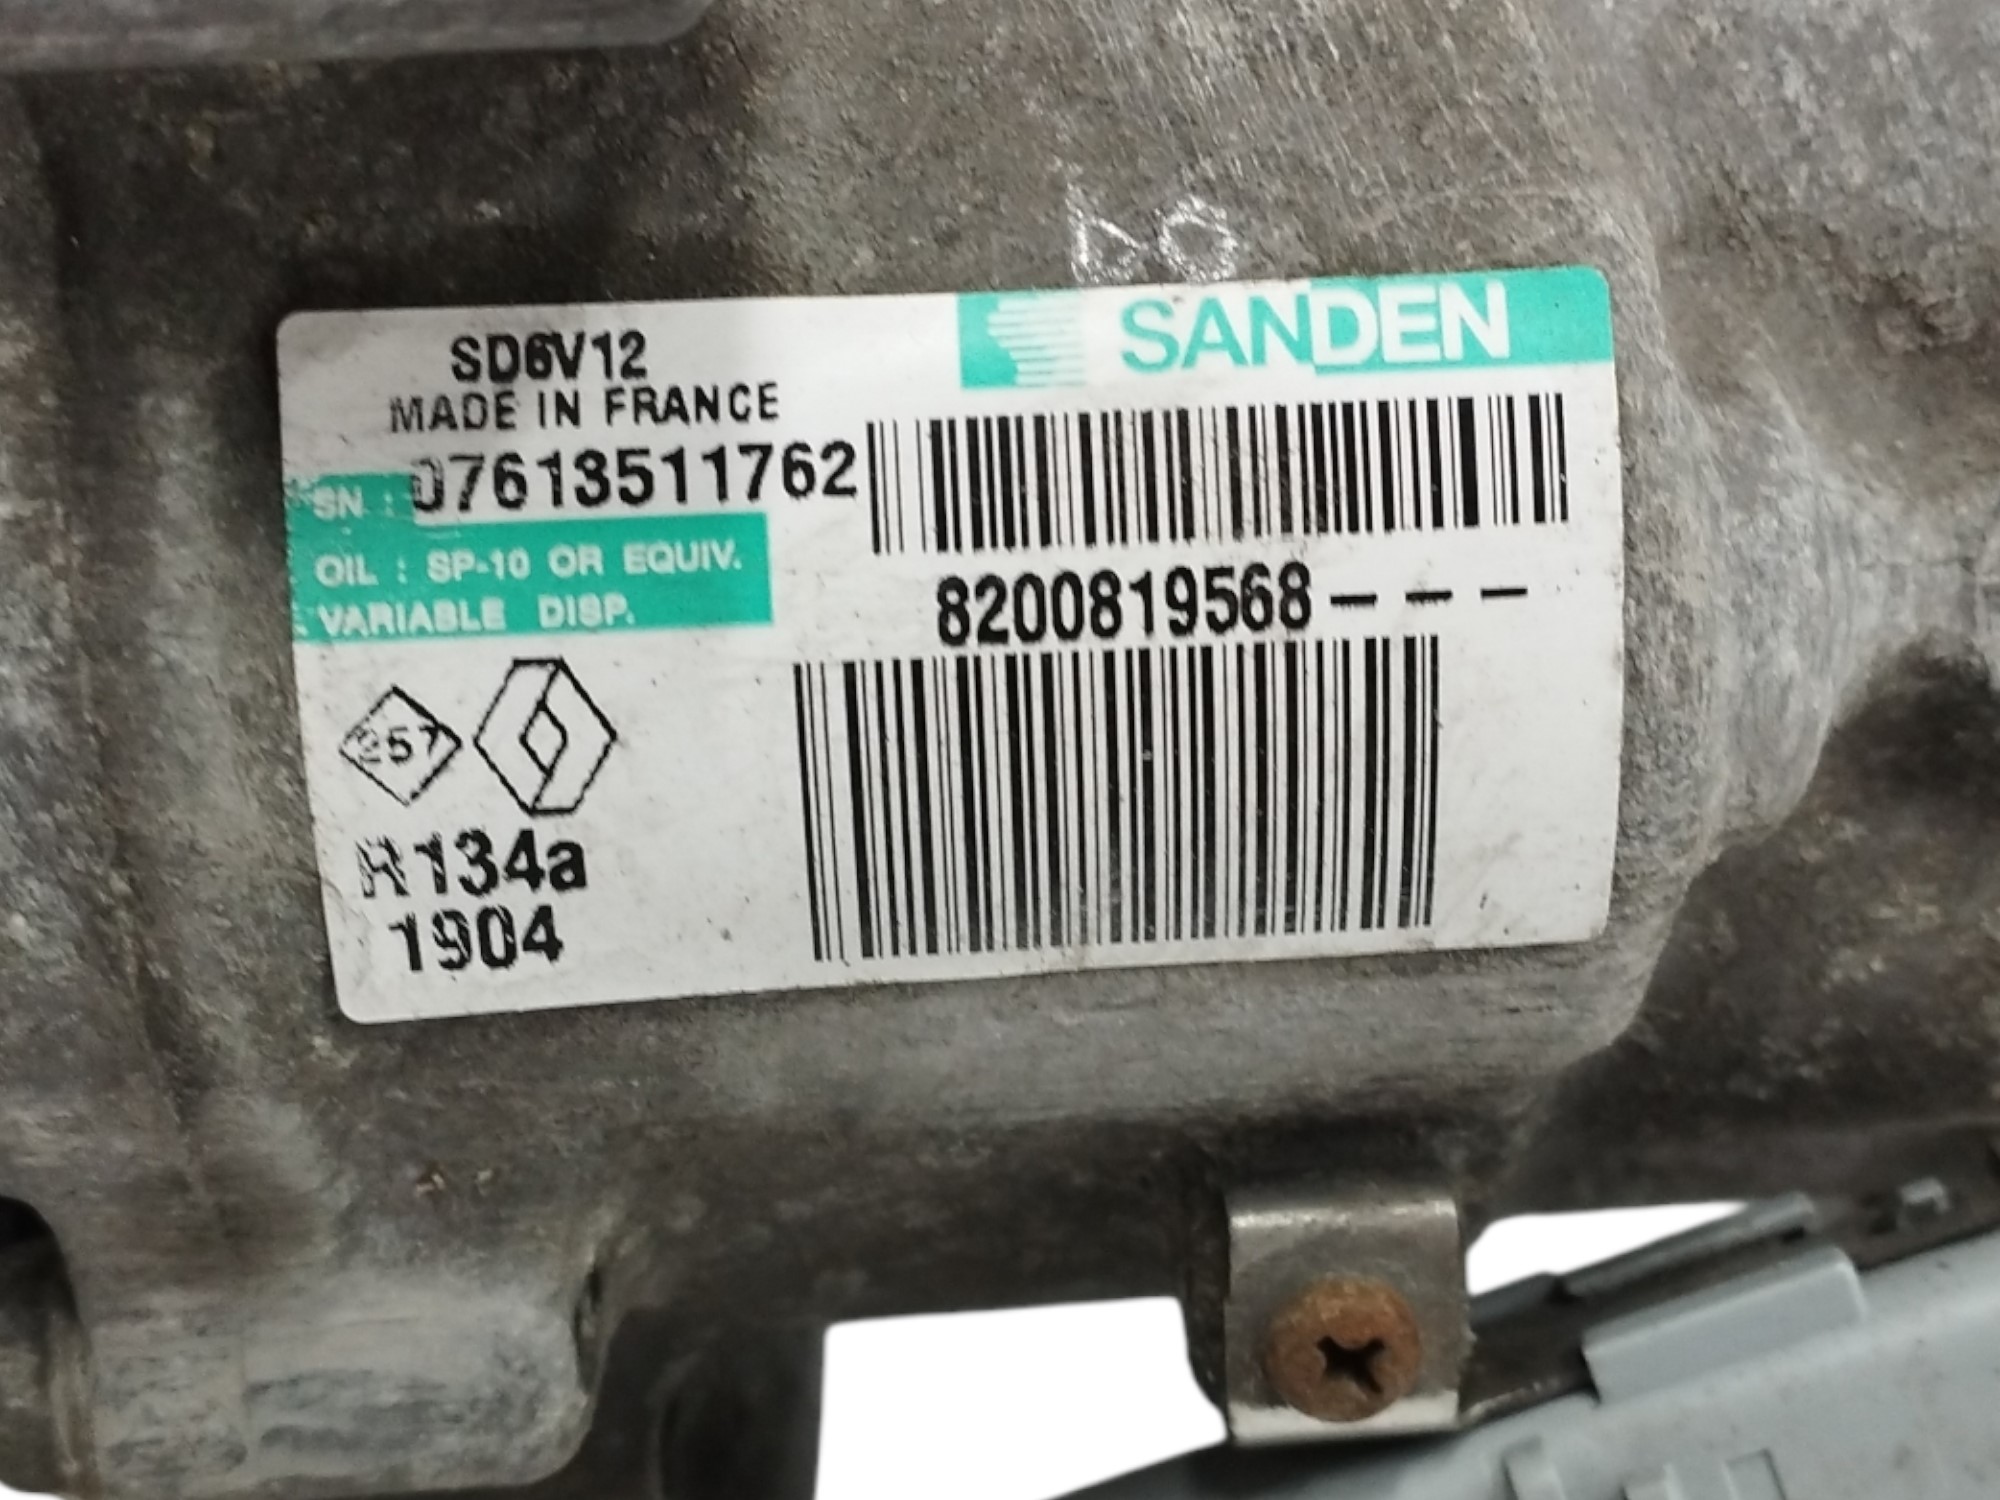 SD6V12
SANDEN
MADE IN FRANCE
SN : 07613511762
OIL : SP-10 OR EQUIV.
VARIABLE DISP.
8200819568---
257
R134a
1904